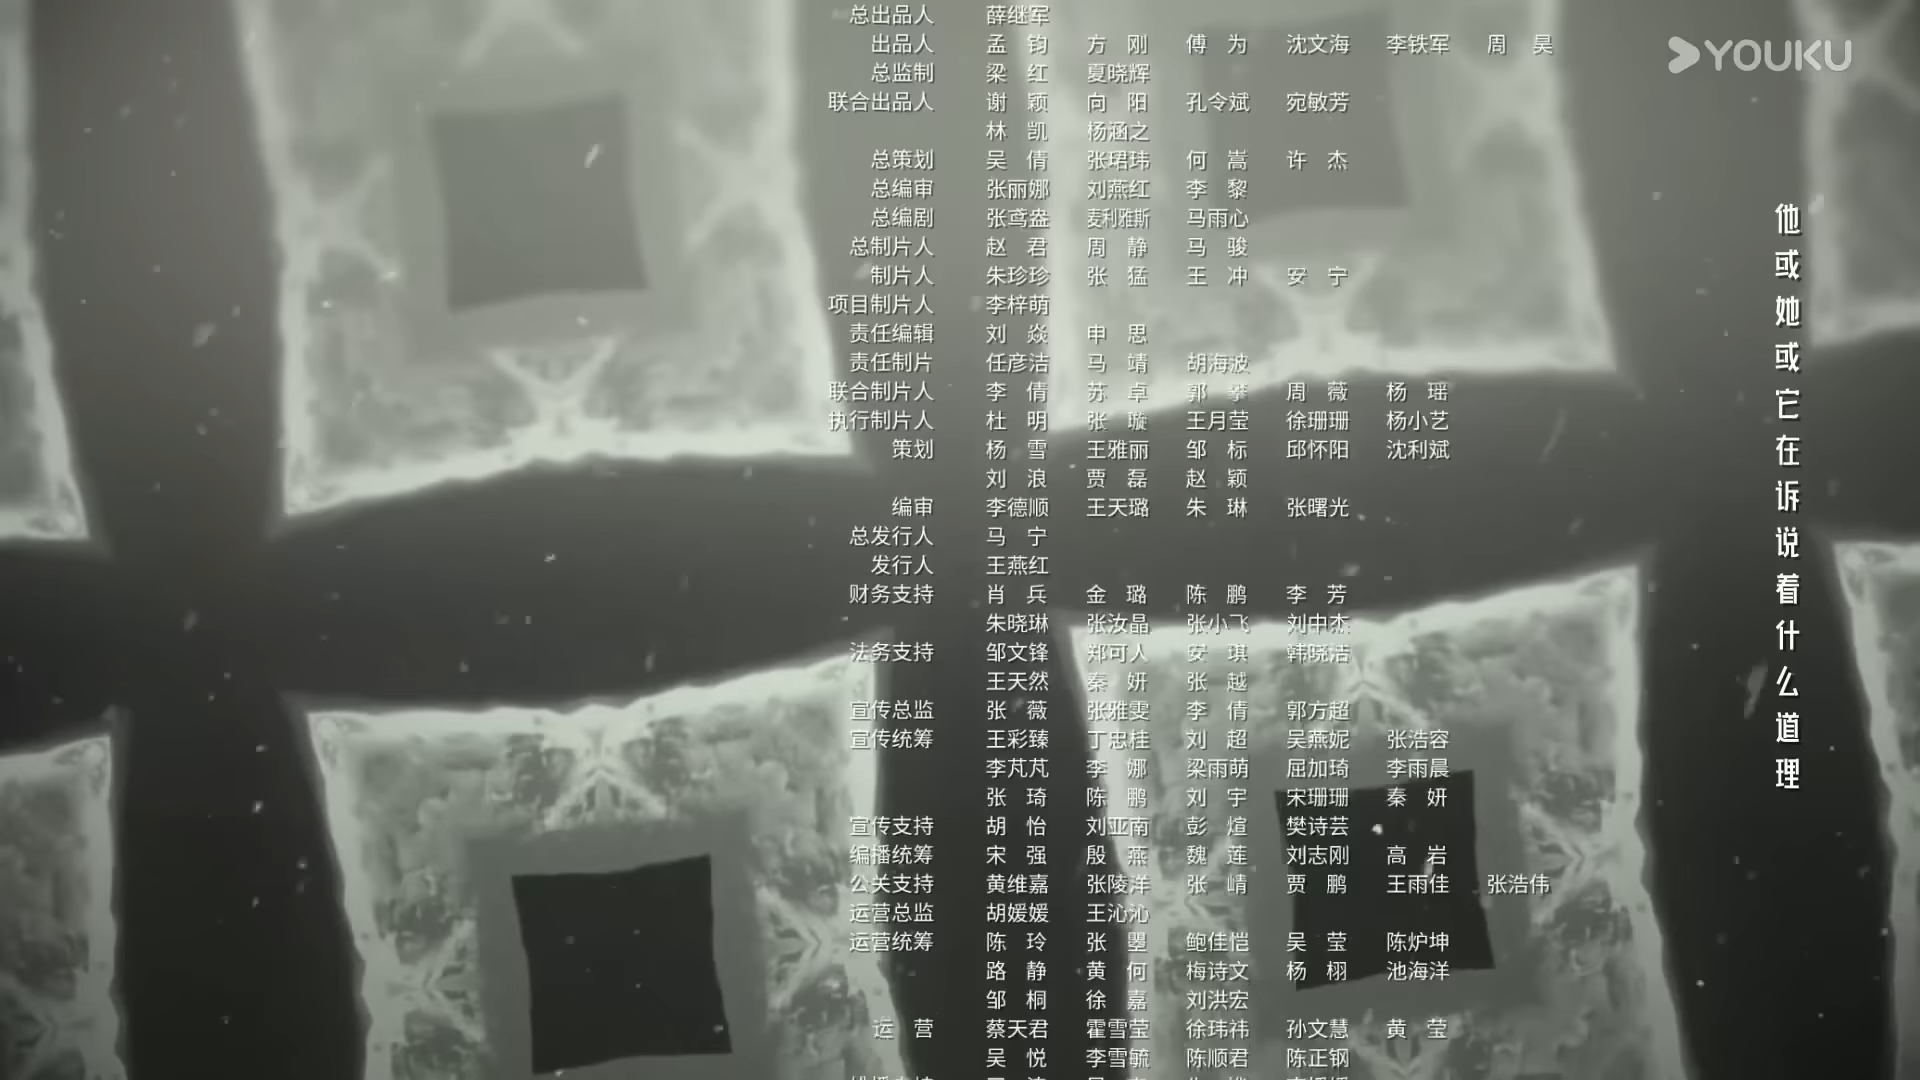 总出品人 薛继军
出品人 孟钧 方刚 傅为 沈文海 李铁军 周昊
总监制 梁红 夏晓辉
联合出品人 谢颖 向阳 孔令斌 宛敏芳
林凯 杨涵之
总策划 吴倩 张珺玮 何嵩 许杰
总编审 张丽娜 刘燕红 李黎
总编剧 张鸢盎 麦利雅斯 马雨心
总制片人 赵君 周静 马骏
制片人 朱珍珍 张猛 王冲 安宁
项目制片人 李梓萌
责任编辑 刘焱 申思
责任制片 任彦洁 马靖 胡海波
联合制片人 李倩 苏卓 郭攀 周薇 杨瑶
执行制片人 杜明 张璇 王月莹 徐珊珊 杨小艺
策划 杨雪 王雅丽 邹标 邱怀阳 沈利斌
刘浪 贾磊 赵颖
编审 李德顺 王天璐 朱琳 张曙光
总发行人 马宁
发行人 王燕红
财务支持 肖兵 金璐 陈鹏 李芳
朱晓琳 张汝晶 张小飞 刘中杰
法务支持 邹文锋 郑可人 安琪 韩晓洁
王天然 秦妍 张越
宣传总监 张薇 张雅雯 李倩 郭方超
宣传统筹 王彩臻 丁忠桂 刘超 吴燕妮 张浩容
李芃芃 李娜 梁雨萌 屈加琦 李雨晨
张琦 陈鹏 刘宇 宋珊珊 秦妍
宣传支持 胡怡 刘亚南 彭煊 樊诗芸
编播统筹 宋强 殷燕 魏莲 刘志刚 高岩
公关支持 黄维嘉 张陵洋 张崝 贾鹏 王雨佳 张浩伟
运营总监 胡媛媛 王沁沁
运营统筹 陈玲 张曌 鲍佳恺 吴莹 陈炉坤
路静 黄何 梅诗文 杨栩 池海洋
邹桐 徐嘉 刘洪宏
运营 蔡天君 霍雪莹 徐玮祎 孙文慧 黄莹
吴悦 李雪毓 陈顺君 陈正钢
YOUKU
他或她或它在诉说着什么道理